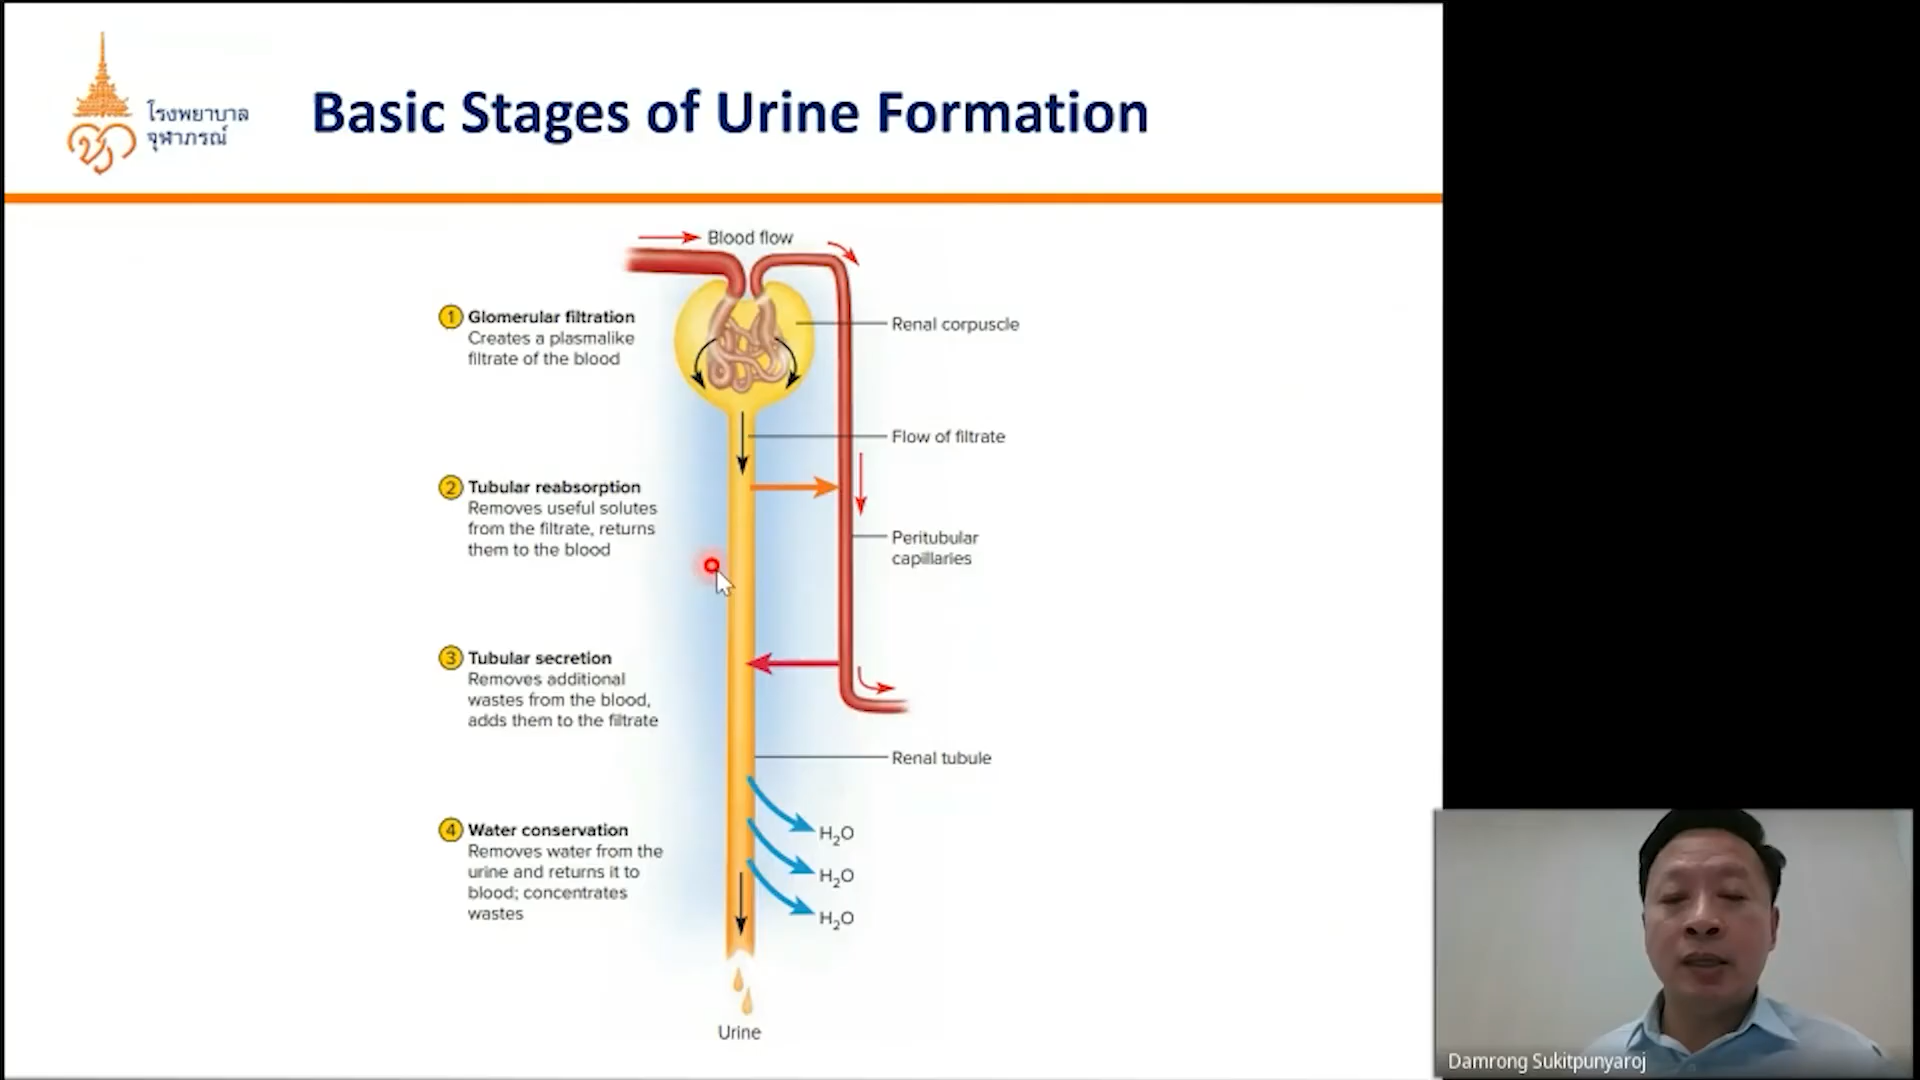 โรงพยาบาล
จุฬาภรณ์
Basic Stages of Urine Formation
Blood flow
1 Glomerular filtration
Creates a plasmalike
filtrate of the blood
Renal corpuscle
Flow of filtrate
2 Tubular reabsorption
Removes useful solutes
from the filtrate, returns
them to the blood
Peritubular
capillaries
3 Tubular secretion
Removes additional
wastes from the blood,
adds them to the filtrate
Renal tubule
4 Water conservation
Removes water from the
urine and returns it to
blood; concentrates
wastes
H₂O
H₂O
H₂O
Urine
Damrong Sukitpunyaroj